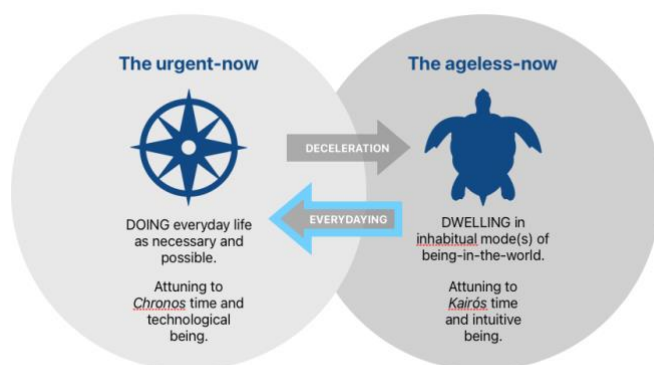 The urgent-now
DOING everyday life
as necessary and
possible.
Attuning to
Chronos time and
technological
being.
DECELERATION
EVERYDAYING
The ageless-now
DWELLING in
inhabitual mode(s) of
being-in-the-world.
Attuning to
Kairós time
and intuitive
being.